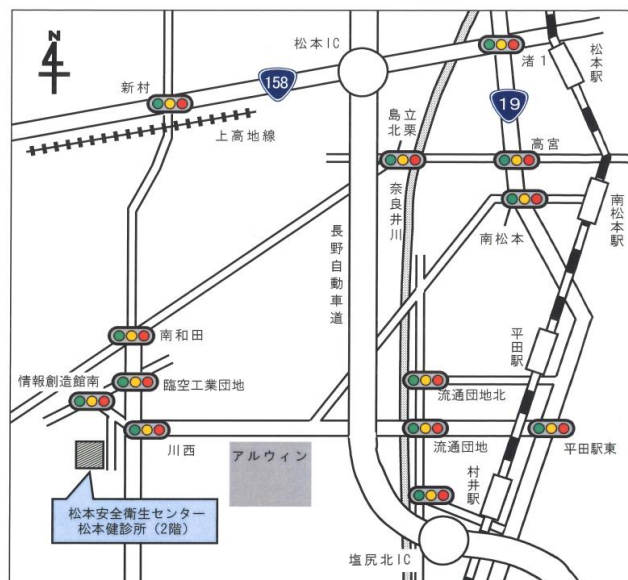 N
松本IC
渚1
松本駅
新村
158
19
上高地線
島立
北栗
高宮
奈良井川
南松本駅
南松本
長野自動車道
南和田
平田駅
情報創造館南
臨空工業団地
流通団地北
川西
アルウィン
流通団地
平田駅東
村井駅
松本安全衛生センター
松本健診所（2階）
塩尻北IC